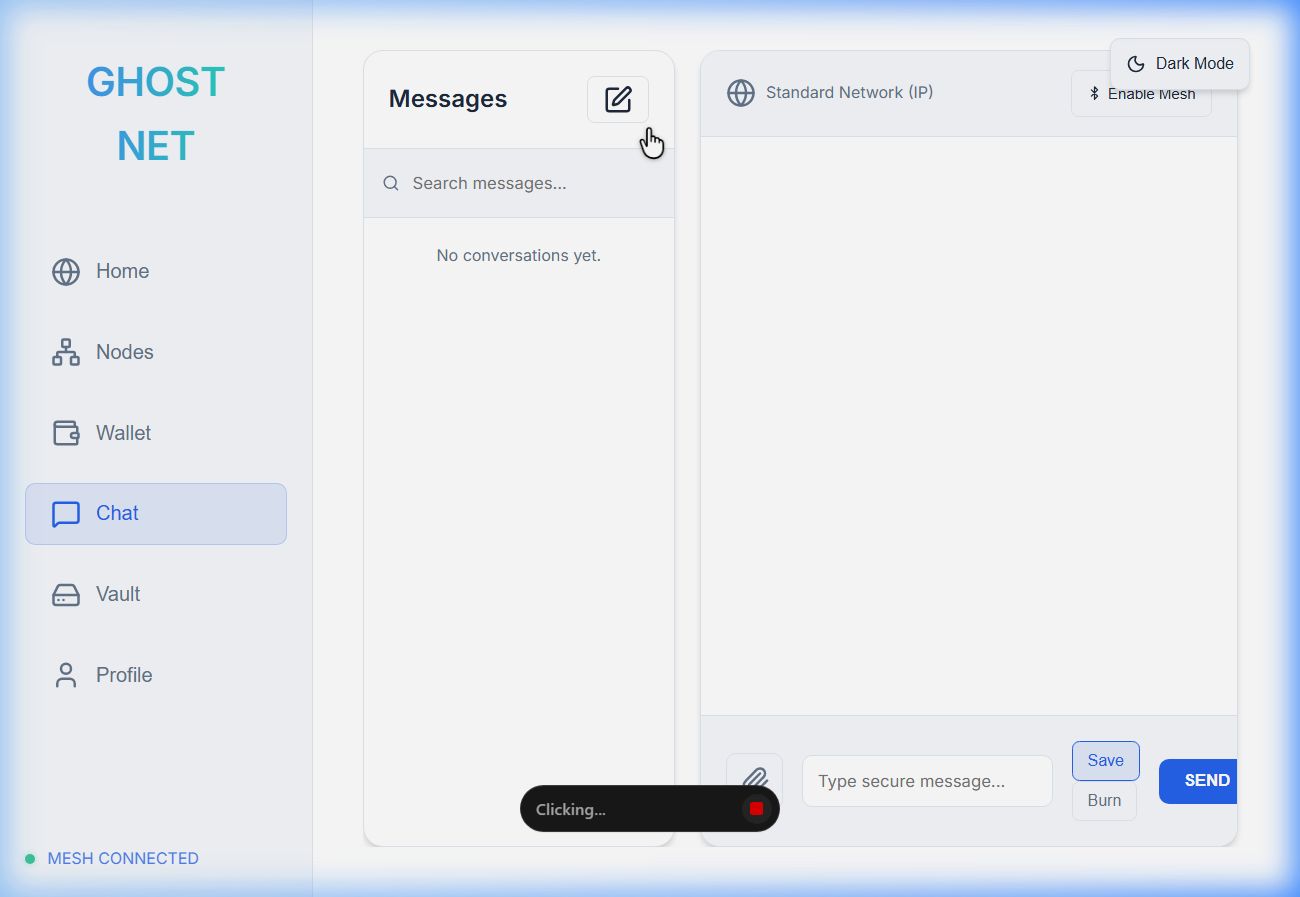 GHOST
NET
Home
Nodes
Wallet
Chat
Vault
Profile
MESH CONNECTED
Messages
Search messages...
No conversations yet.
Standard Network (IP)
Dark Mode
Enable Mesh
Type secure message...
Save
Burn
SEND
Clicking...